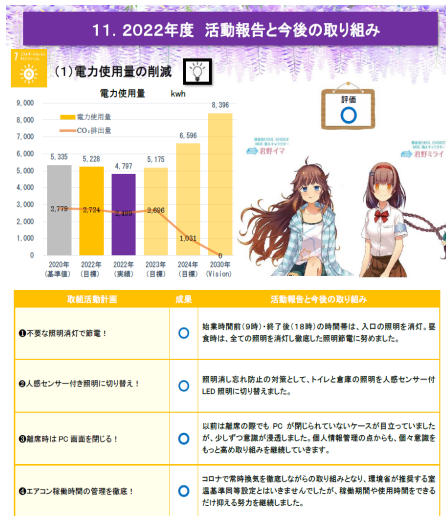 11. 2022年度 活動報告と今後の取り組み
7
(1)電力使用量の削減
電力使用量 kwh
9,000
8,000
7,000
6,000
5,000
4,000
3,000
2,000
1,000
0
電力使用量
CO₂排出量
5,335
5,228
4,797
5,175
6,596
8,396
2,779
2,724
2,696
1,031
0
2020年
(基準値)
2022年
(目標)
2022年
(実績)
2023年
(目標)
2024年
(目標)
2030年
(Vision)
評価
君野イマ
君野ミライ
取組活動計画 成果 活動報告と今後の取り組み
❶不要な照明消灯で節電!
始業時間前(9時)・終了後(18時)の時間帯は、入口の照明を消灯。昼
食時は、全ての照明を消灯し徹底した照明節電に努めました。
❷人感センサー付き照明に切り替え!
照明消し忘れ防止の対策として、トイレと倉庫の照明を人感センサー付
LED 照明に切り替えました。
❸離席時は PC 画面を閉じる!
以前は離席の際でも PC が閉じられていないケースが目立っていました
が、少しずつ意識が浸透しました。個人情報管理の点からも、個々意識を
もっと高め取り組みを継続していきます。
❹エアコン稼働時間の管理を徹底!
コロナで常時換気を徹底しながらの取り組みとなり、環境省が推奨する室
温基準同等設定とはいきませんでしたが、稼働期間や使用時間をできる
だけ抑える努力を継続しました。